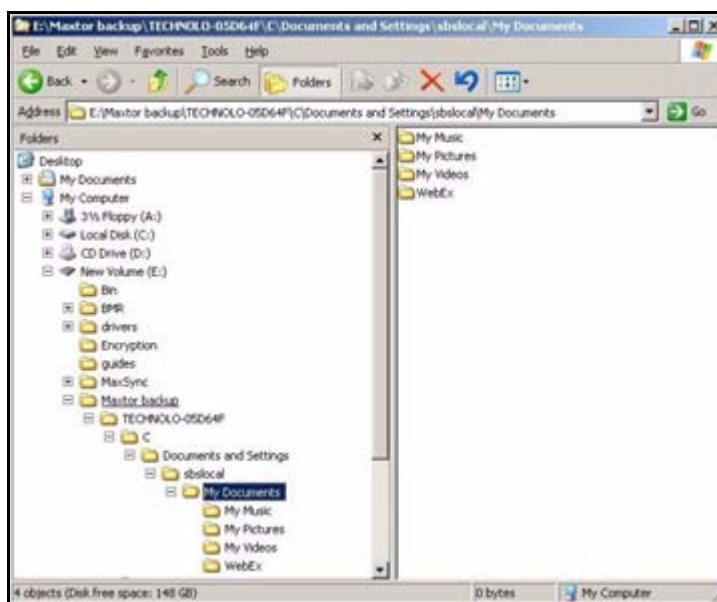 E:\Maxtor backup\TECHNOLO-05D64F\C\Documents and Settings\sbslocal\My Documents
File Edit View Favorites Tools Help
Back Search Folders
Address E:\Maxtor backup\TECHNOLO-05D64F\C\Documents and Settings\sbslocal\My Documents Go
Folders
Desktop
My Documents
My Computer
3½ Floppy (A:)
Local Disk (C:)
CD Drive (D:)
New Volume (E:)
Bin
BMR
drivers
Encryption
guides
MaxSync
Maxtor backup
TECHNOLO-05D64F
C
Documents and Settings
sbslocal
My Documents
My Music
My Pictures
My Videos
WebEx
My Music
My Pictures
My Videos
WebEx
4 objects (Disk free space: 148 GB) 0 bytes My Computer